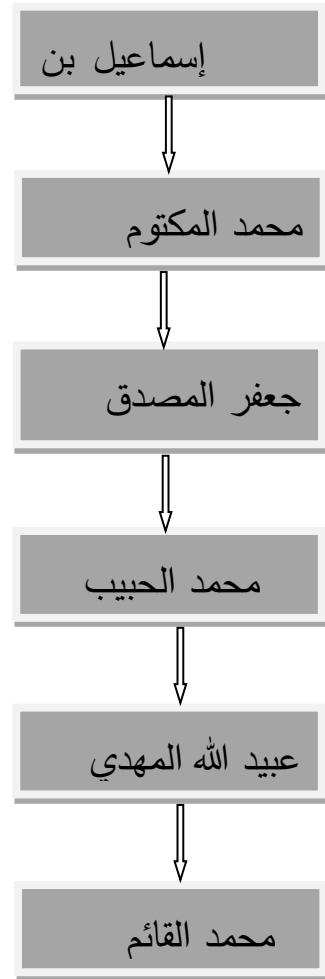 إسماعيل بن
محمد المكتوم
جعفر المصدق
محمد الحبيب
عبيد الله المهدي
محمد القائم